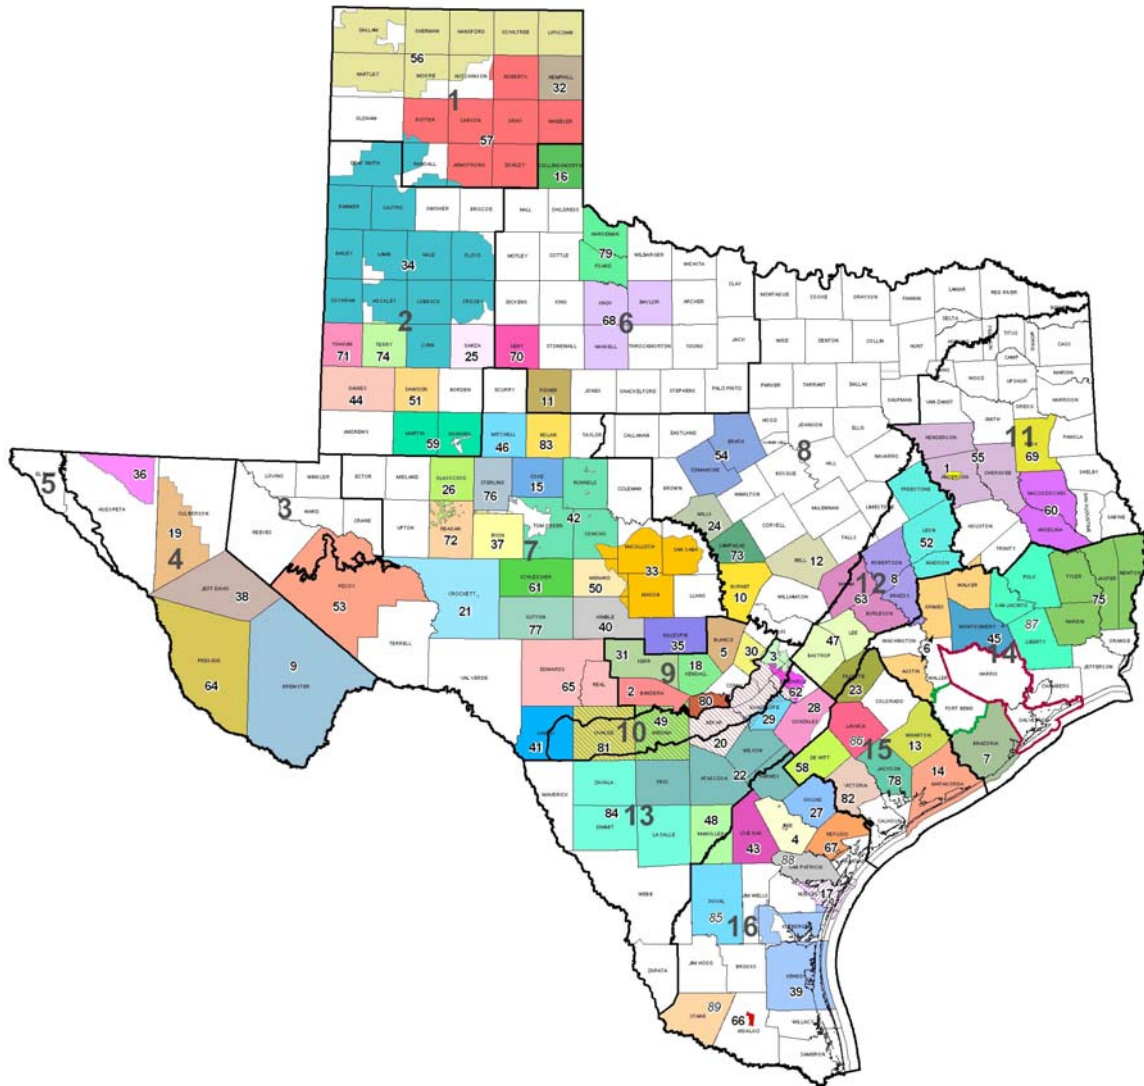 DALLAM SHERMAN HANSFORD OCHILTREE LIPSCOMB
56
HARTLEY MOORE HUTCHINSON ROBERTS HEMPHILL
1 32
OLDHAM POTTER CARSON GRAY WHEELER
57
DEAF SMITH RANDALL ARMSTRONG DONLEY COLLINGSWORTH
16
PARMER CASTRO SWISHER BRISCOE HALL CHILDRESS
HARDEMAN
79
BAILEY LAMB HALE FLOYD MOTLEY COTTLE FOARD WILBARGER WICHITA
34
CLAY MONTAGUE COOKE GRAYSON FANNIN LAMAR RED RIVER
COCHRAN HOCKLEY LUBBOCK CROSBY DICKENS KING KNOX BAYLOR ARCHER
2 68 6
DELTA TITUS
YOAKUM TERRY LYNN GARZA KENT STONEWALL HASKELL THROCKMORTON YOUNG JACK WISE DENTON COLLIN HUNT CAMP CASS
71 74 25 70
GAINES DAWSON BORDEN SCURRY FISHER JONES SHACKELFORD STEPHENS PALO PINTO PARKER TARRANT DALLAS KAUFMAN VAN ZANDT WOOD UPSHUR MARION HARRISON
44 51 11
ANDREWS MARTIN HOWARD MITCHELL NOLAN TAYLOR CALLAHAN EASTLAND ERATH HOOD JOHNSON ELLIS SMITH GREGG RUSK PANOLA
59 46 83 54 8 11 69
5 36 LOVING WINKLER ECTOR MIDLAND GLASSCOCK STERLING COKE RUNNELS COLEMAN BROWN COMANCHE BOSQUE HILL NAVARRO HENDERSON 55 CHEROKEE SHELBY
26 76 15 1 ANDERSON
HUDSPETH CULBERSON REEVES 3 WARD CRANE UPTON REAGAN IRION TOM GREEN CONCHO MILLS HAMILTON MCLENNAN LIMESTONE FREESTONE NACOGDOCHES
19 72 37 42 24 60
4 7 CORYELL FALLS LEON HOUSTON ANGELINA SABINE
52 TRINITY
JEFF DAVIS PECOS CROCKETT SCHLEICHER MENARD MCCULLOCH SAN SABA LAMPASAS BELL ROBERTSON MADISON
38 53 21 61 50 33 73 12 12 8
TERRELL SUTTON KIMBLE MASON LLANO BURNET WILLIAMSON BURLESON BRAZOS WALKER POLK TYLER JASPER NEWTON
77 40 10 63 75
PRESIDIO BREWSTER VAL VERDE EDWARDS REAL KERR GILLESPIE BLANCO BASTROP LEE GRIMES MONTGOMERY SAN JACINTO HARDIN
64 9 35 5 47 45 87
31 9 18 30 3 WASHINGTON 6 LIBERTY ORANGE
KENDALL
65 2 BANDERA 80 62 FAYETTE AUSTIN WALLER 14 HARRIS JEFFERSON
23 CHAMBERS
41 UVALDE MEDINA BEXAR 28 GONZALES COLORADO FORT BEND
81 10 49 20 29 GALVESTON
LAVACA WHARTON BRAZORIA
86 15 13 7
MAVERICK ZAVALA FRIO ATASCOSA WILSON DE WITT JACKSON MATAGORDA
84 13 22 58 78 14
DIMMIT LA SALLE MCMULLEN LIVE OAK BEE GOLIAD VICTORIA
48 43 4 27 82
REFUGIO CALHOUN
67
88 SAN PATRICIO
WEBB DUVAL JIM WELLS NUECES 17
85 16 KLEBERG
ZAPATA JIM HOGG BROOKS KENEDY
39
STARR 89 66 HIDALGO WILLACY
CAMERON